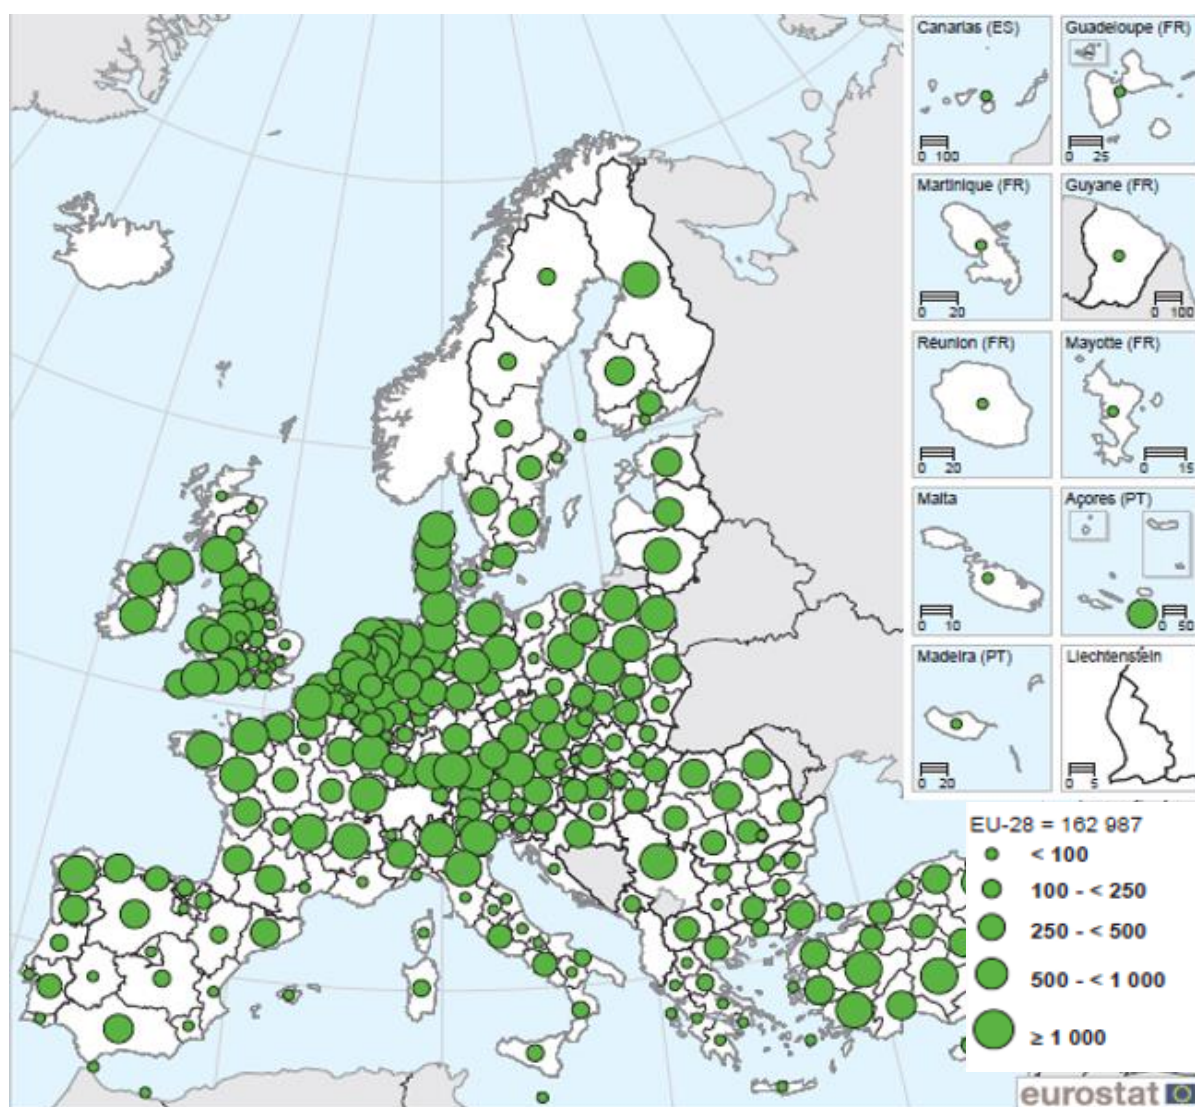 Canarias (ES)
0 100
Guadeloupe (FR)
0 25
Martinique (FR)
0 20
Guyane (FR)
0 100
Réunion (FR)
0 20
Mayotte (FR)
0 15
Malta
0 10
Açores (PT)
0 50
Madeira (PT)
0 20
Liechtenstein
0 5
EU-28 = 162 987
< 100
100 - < 250
250 - < 500
500 - < 1 000
≥ 1 000
eurostat